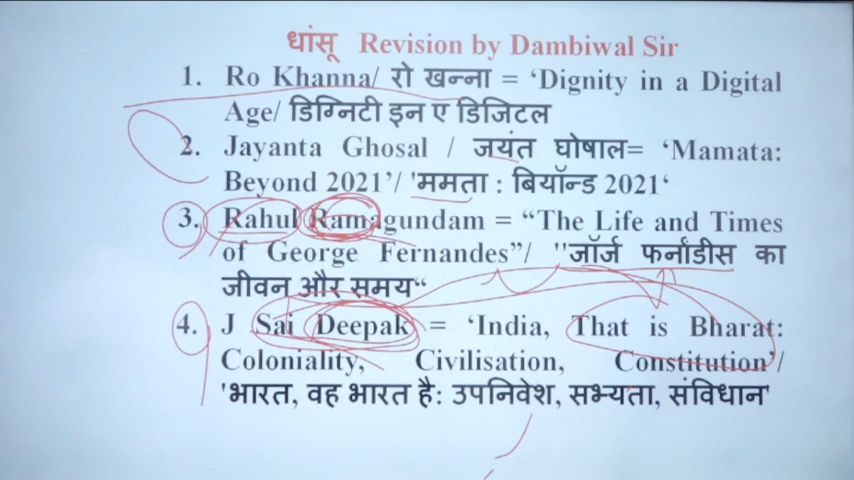 धांसू Revision by Dambiwal Sir
1. Ro Khanna/ रो खन्ना = ‘Dignity in a Digital
Age/ डिग्निटी इन ए डिजिटल
2. Jayanta Ghosal / जयंत घोषाल= ‘Mamata:
Beyond 2021’/ 'ममता : बियॉन्ड 2021‘
3. Rahul Ramagundam = “The Life and Times
of George Fernandes”/ "जॉर्ज फर्नांडीस का
जीवन और समय“
4. J Sai Deepak = ‘India, That is Bharat:
Coloniality, Civilisation, Constitution’/
'भारत, वह भारत है: उपनिवेश, सभ्यता, संविधान'